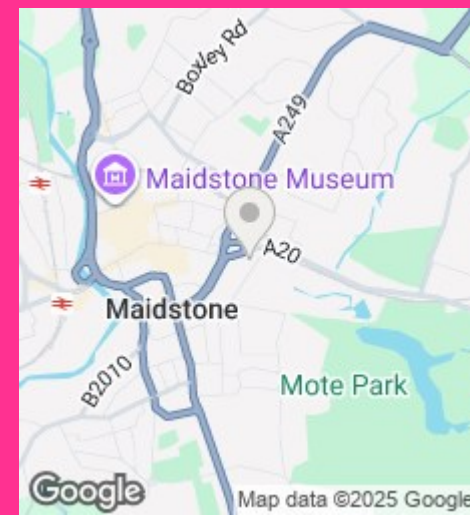 Boxley Rd
A249
Maidstone Museum
A20
Maidstone
B2010
Mote Park
Google
Map data ©2025 Google